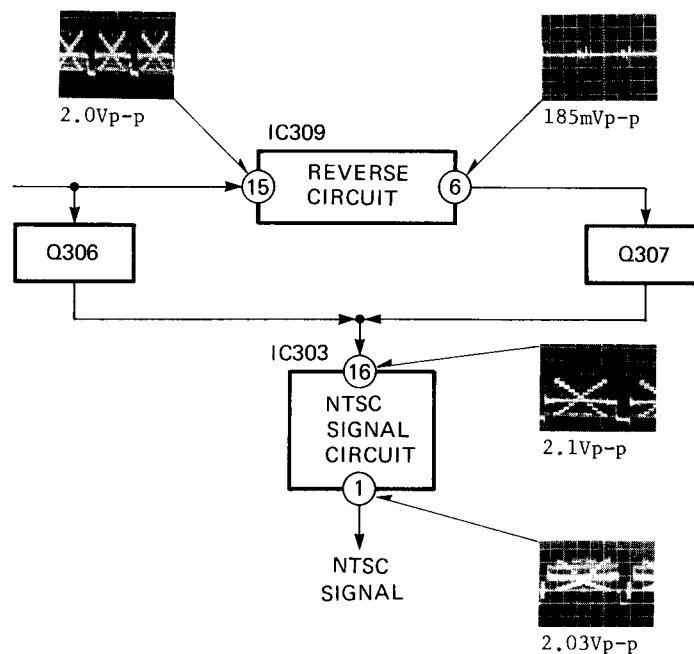 2.0Vp-p
185mVp-p
IC309
15
REVERSE
CIRCUIT
6
Q306
Q307
IC303
16
NTSC
SIGNAL
CIRCUIT
2.1Vp-p
1
NTSC
SIGNAL
2.03Vp-p